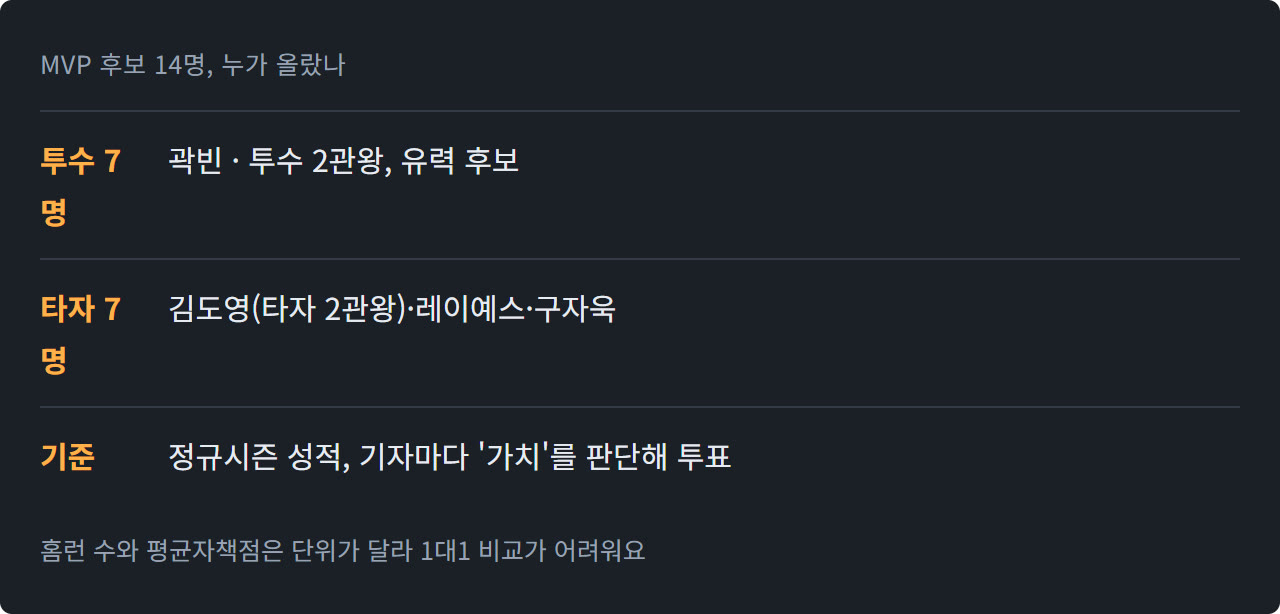 MVP 후보 14명, 누가 올랐나
투수 7명
곽빈 · 투수 2관왕, 유력 후보
타자 7명
김도영(타자 2관왕)·레이예스·구자욱
기준
정규시즌 성적, 기자마다 '가치'를 판단해 투표
홈런 수와 평균자책점은 단위가 달라 1대1 비교가 어려워요